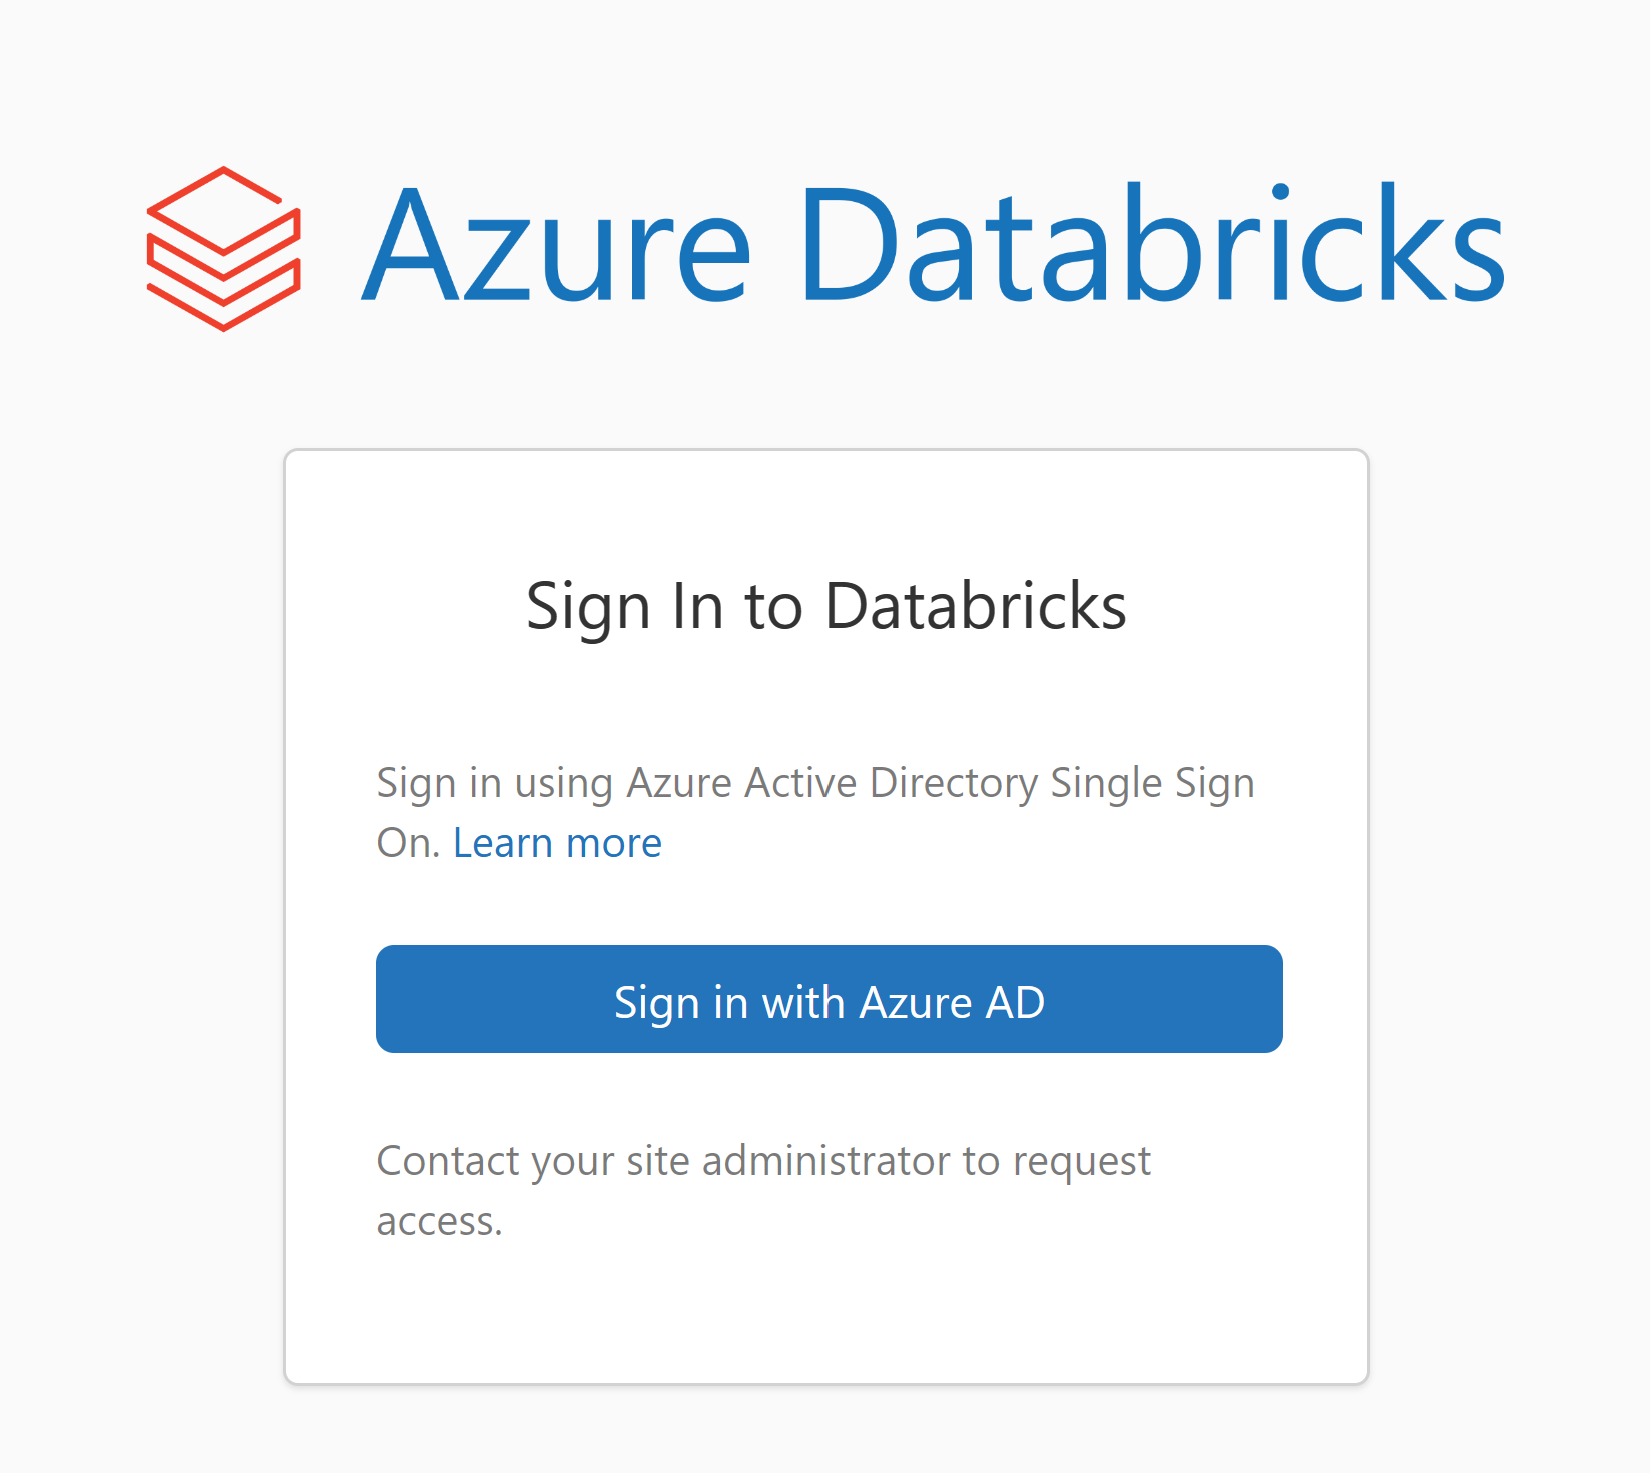 Azure Databricks
Sign In to Databricks
Sign in using Azure Active Directory Single Sign
On. Learn more
Sign in with Azure AD
Contact your site administrator to request
access.